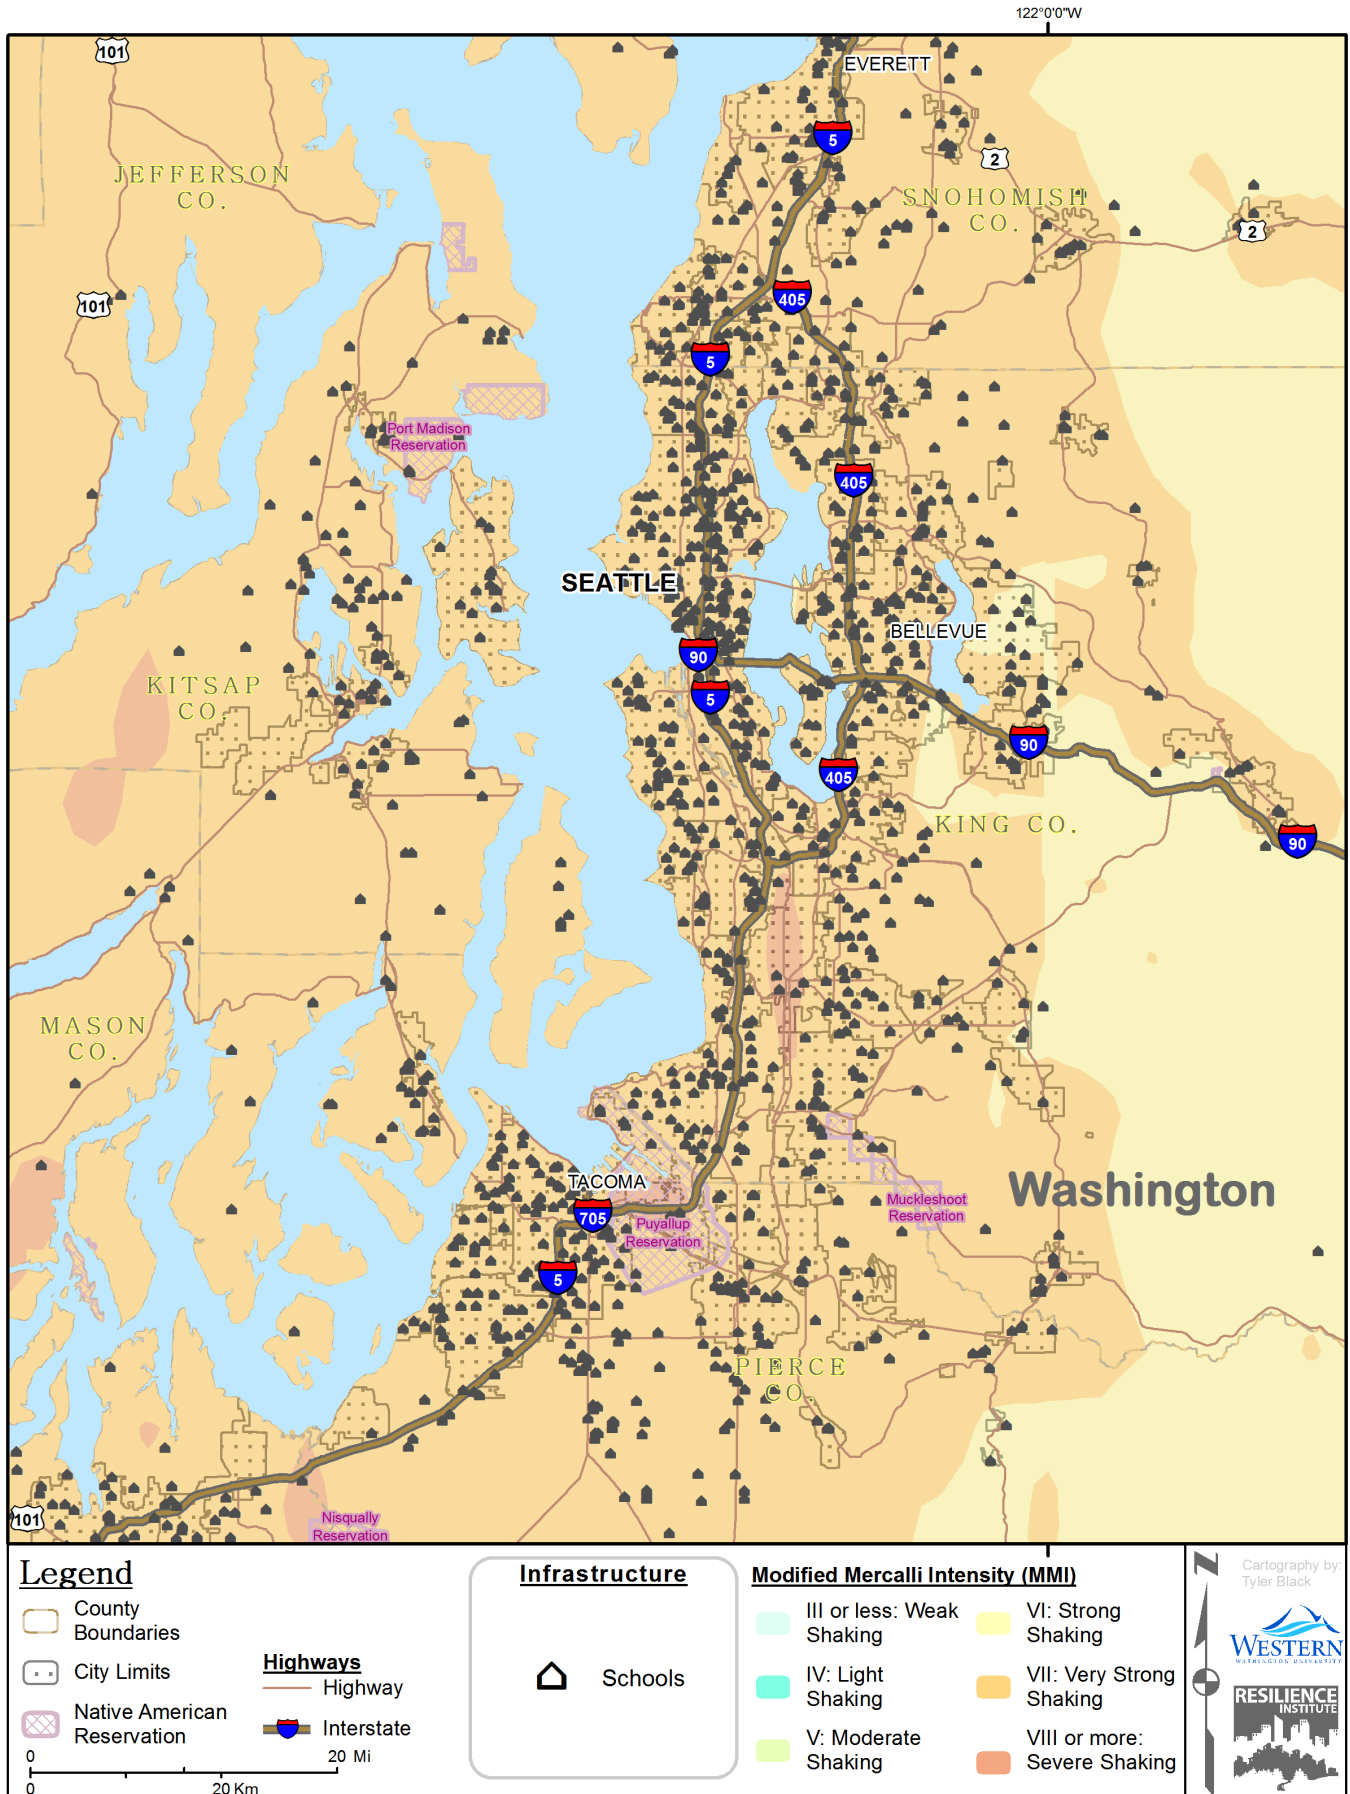 122°0'0"W
101
EVERETT
5
2
JEFFERSON
CO.
SNOHOMISH
CO.
2
101
405
5
Port Madison
Reservation
405
SEATTLE
BELLEVUE
90
KITSAP
CO.
5
90
405
KING CO.
90
MASON
CO.
TACOMA
Washington
Muckleshoot
Reservation
705
Puyallup
Reservation
5
PIERCE
CO.
101
Nisqually
Reservation
Legend
County
Boundaries
City Limits
Native American
Reservation
Highways
Highway
Interstate
0 20 Mi
0 20 Km
Infrastructure
Schools
Modified Mercalli Intensity (MMI)
III or less: Weak
Shaking
IV: Light
Shaking
V: Moderate
Shaking
VI: Strong
Shaking
VII: Very Strong
Shaking
VIII or more:
Severe Shaking
N
Cartography by:
Tyler Black
WESTERN
WASHINGTON UNIVERSITY
RESILIENCE
INSTITUTE